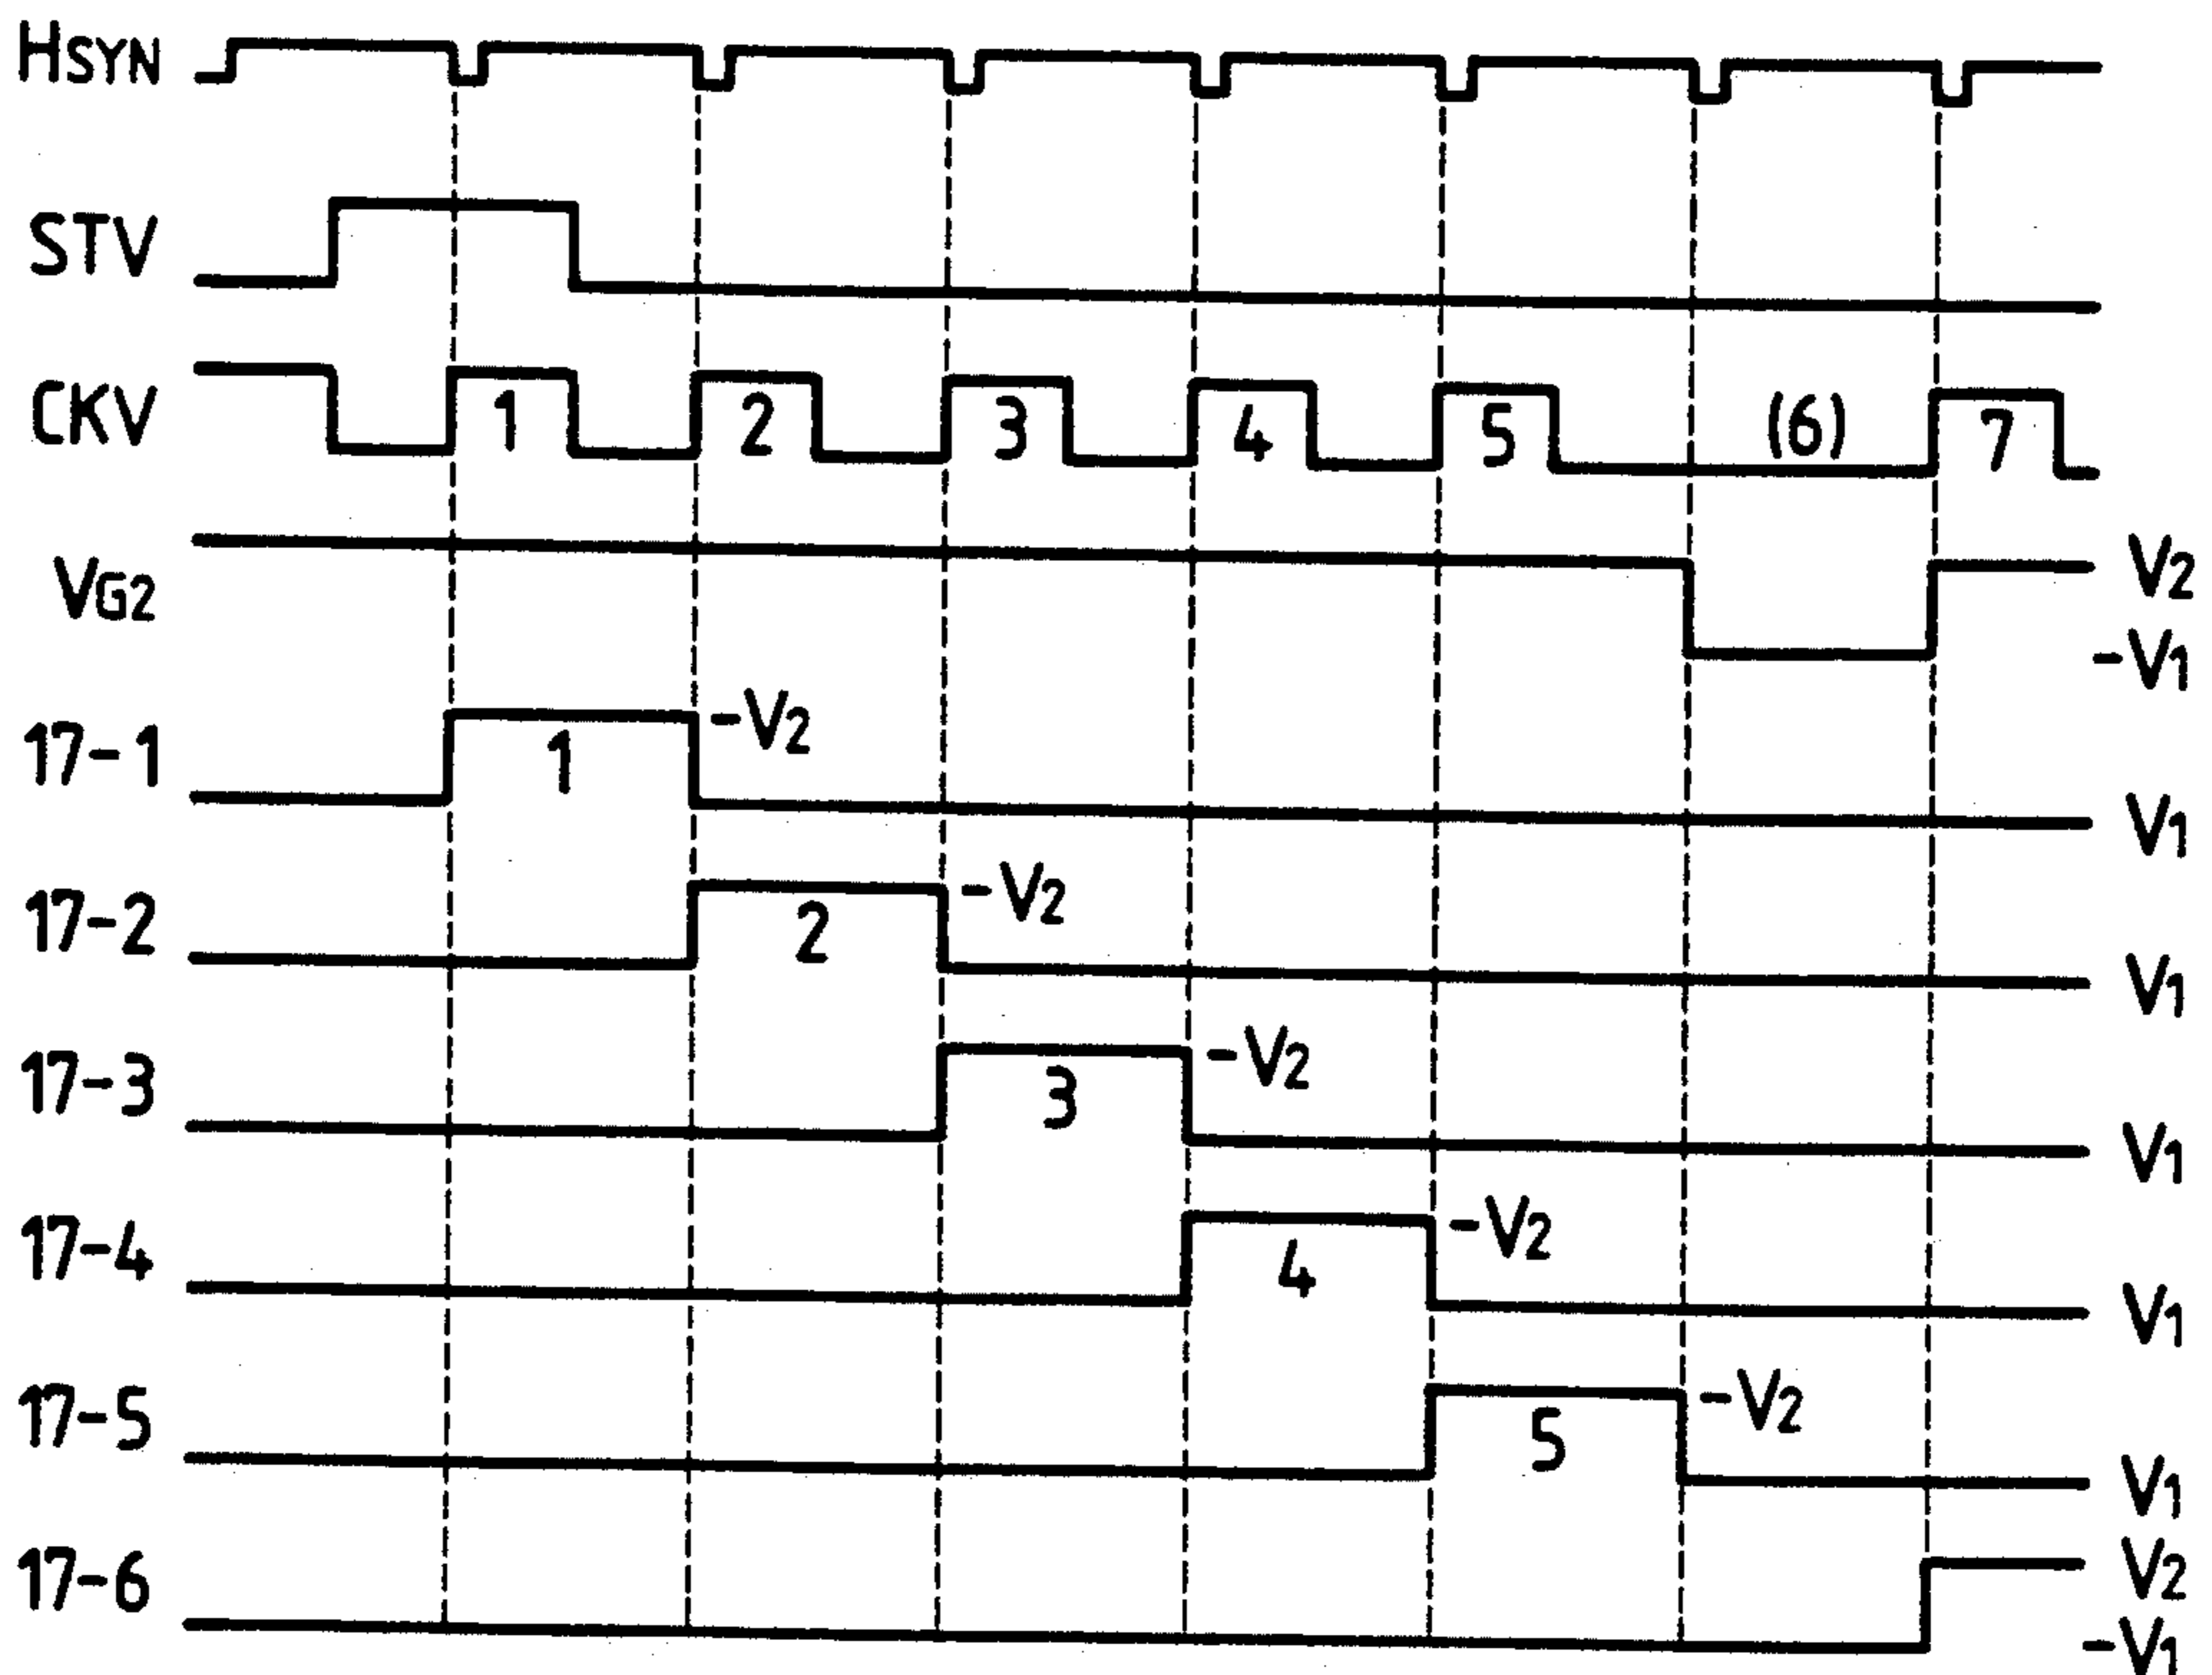 HSYN
STV
CKV 1 2 3 4 5 (6) 7
VG2 V2
-V1
17-1 1 -V2 V1
17-2 2 -V2 V1
17-3 3 -V2 V1
17-4 4 -V2 V1
17-5 5 -V2 V1
17-6 V2
-V1